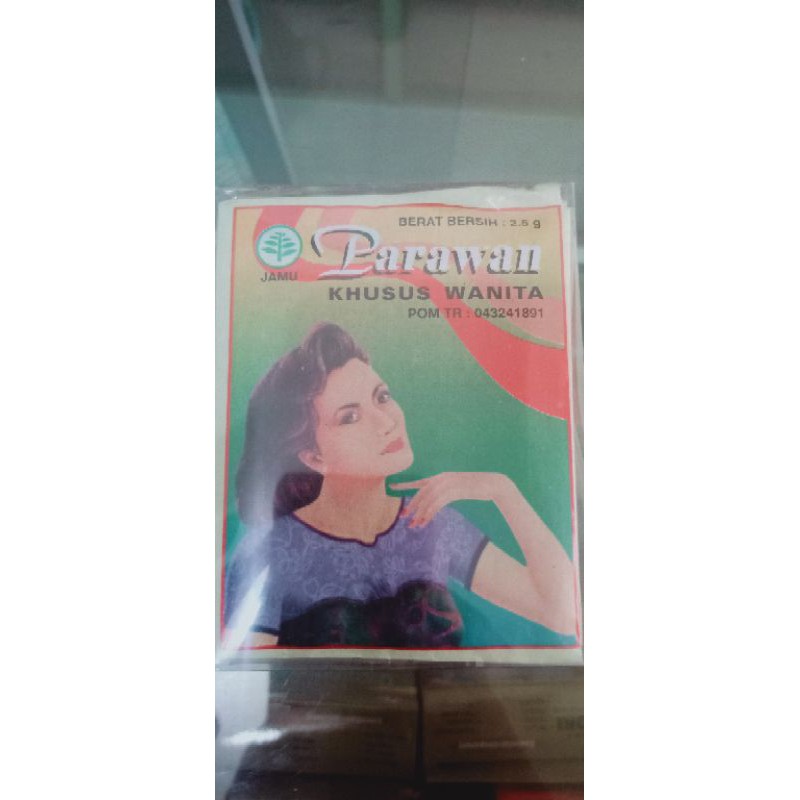 BERAT BERSIH : 2.5 g
Parawan
JAMU
KHUSUS WANITA
POM TR : 043241891